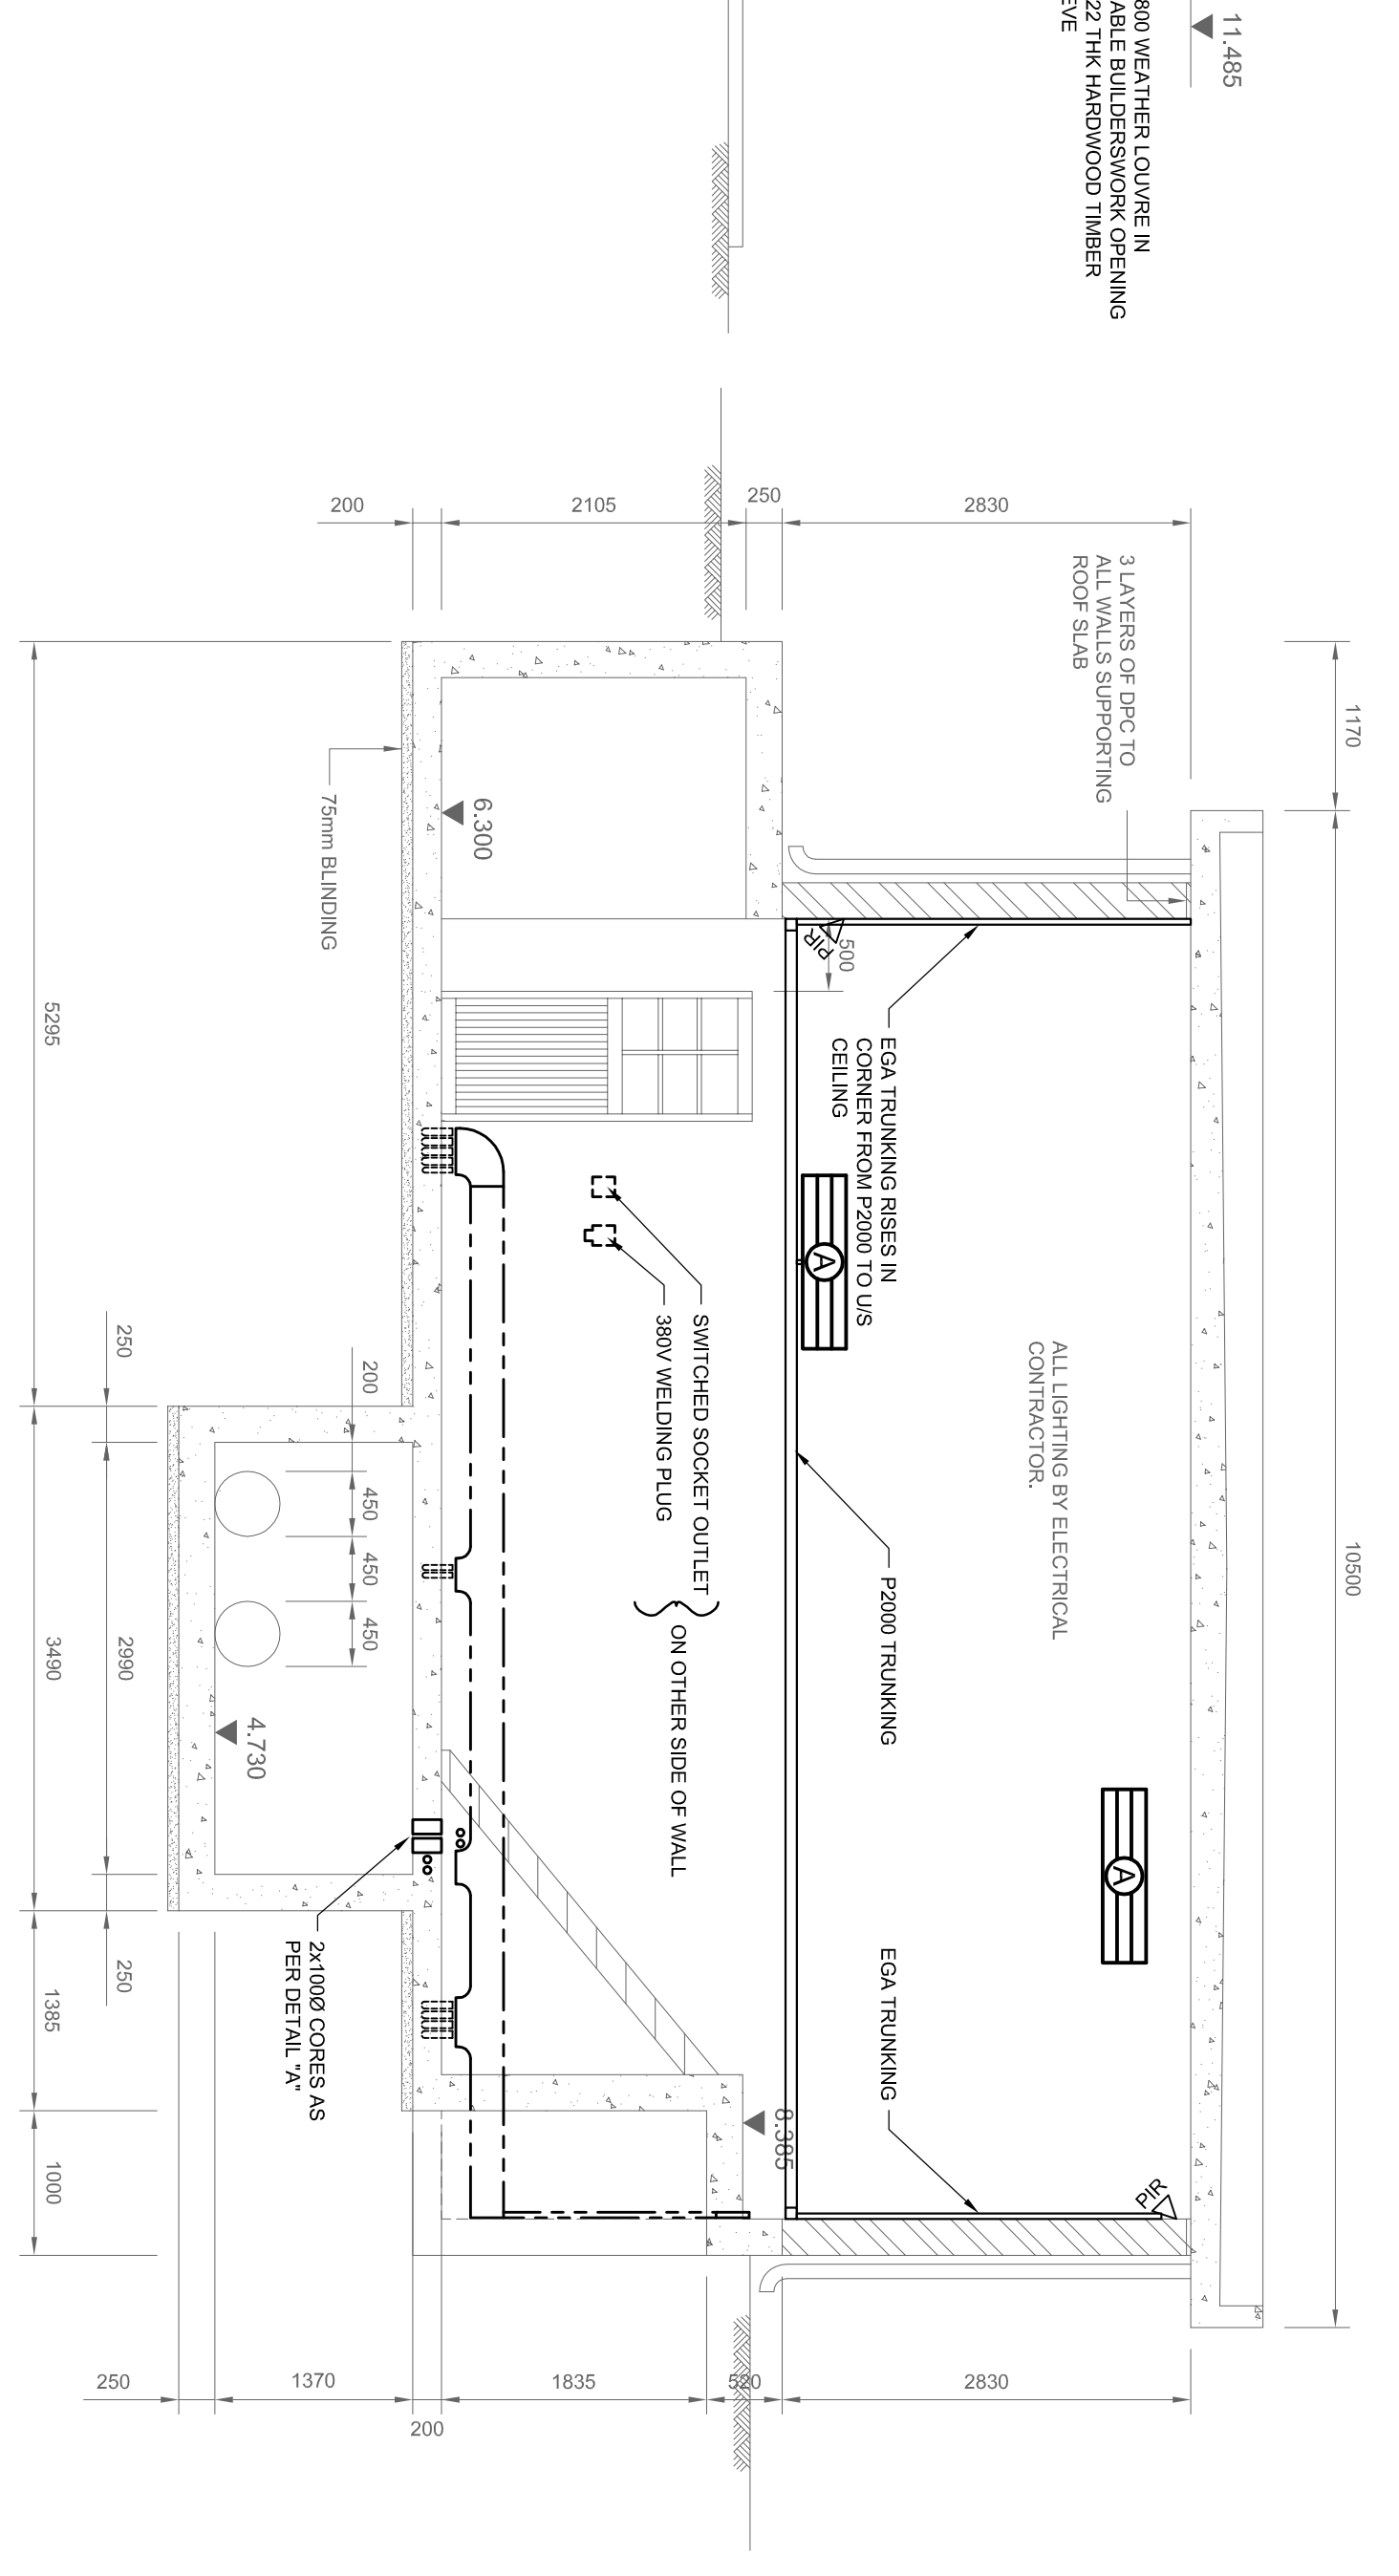 11.485
800 WEATHER LOUVRE IN
ABLE BUILDERSWORK OPENING
22 THK HARDWOOD TIMBER
EVE
1170
10500
200
2105
250
2830
3 LAYERS OF DPC TO
ALL WALLS SUPPORTING
ROOF SLAB
PIR
500
EGA TRUNKING RISES IN
CORNER FROM P2000 TO U/S
CEILING
A
ALL LIGHTING BY ELECTRICAL
CONTRACTOR.
A
P2000 TRUNKING
EGA TRUNKING
PIR
6.300
75mm BLINDING
SWITCHED SOCKET OUTLET
380V WELDING PLUG
ON OTHER SIDE OF WALL
8.385
200
450
450
450
4.730
2x100Ø CORES AS
PER DETAIL "A"
250
2990
250
5295
3490
1385
1000
250
1370
200
1835
520
2830